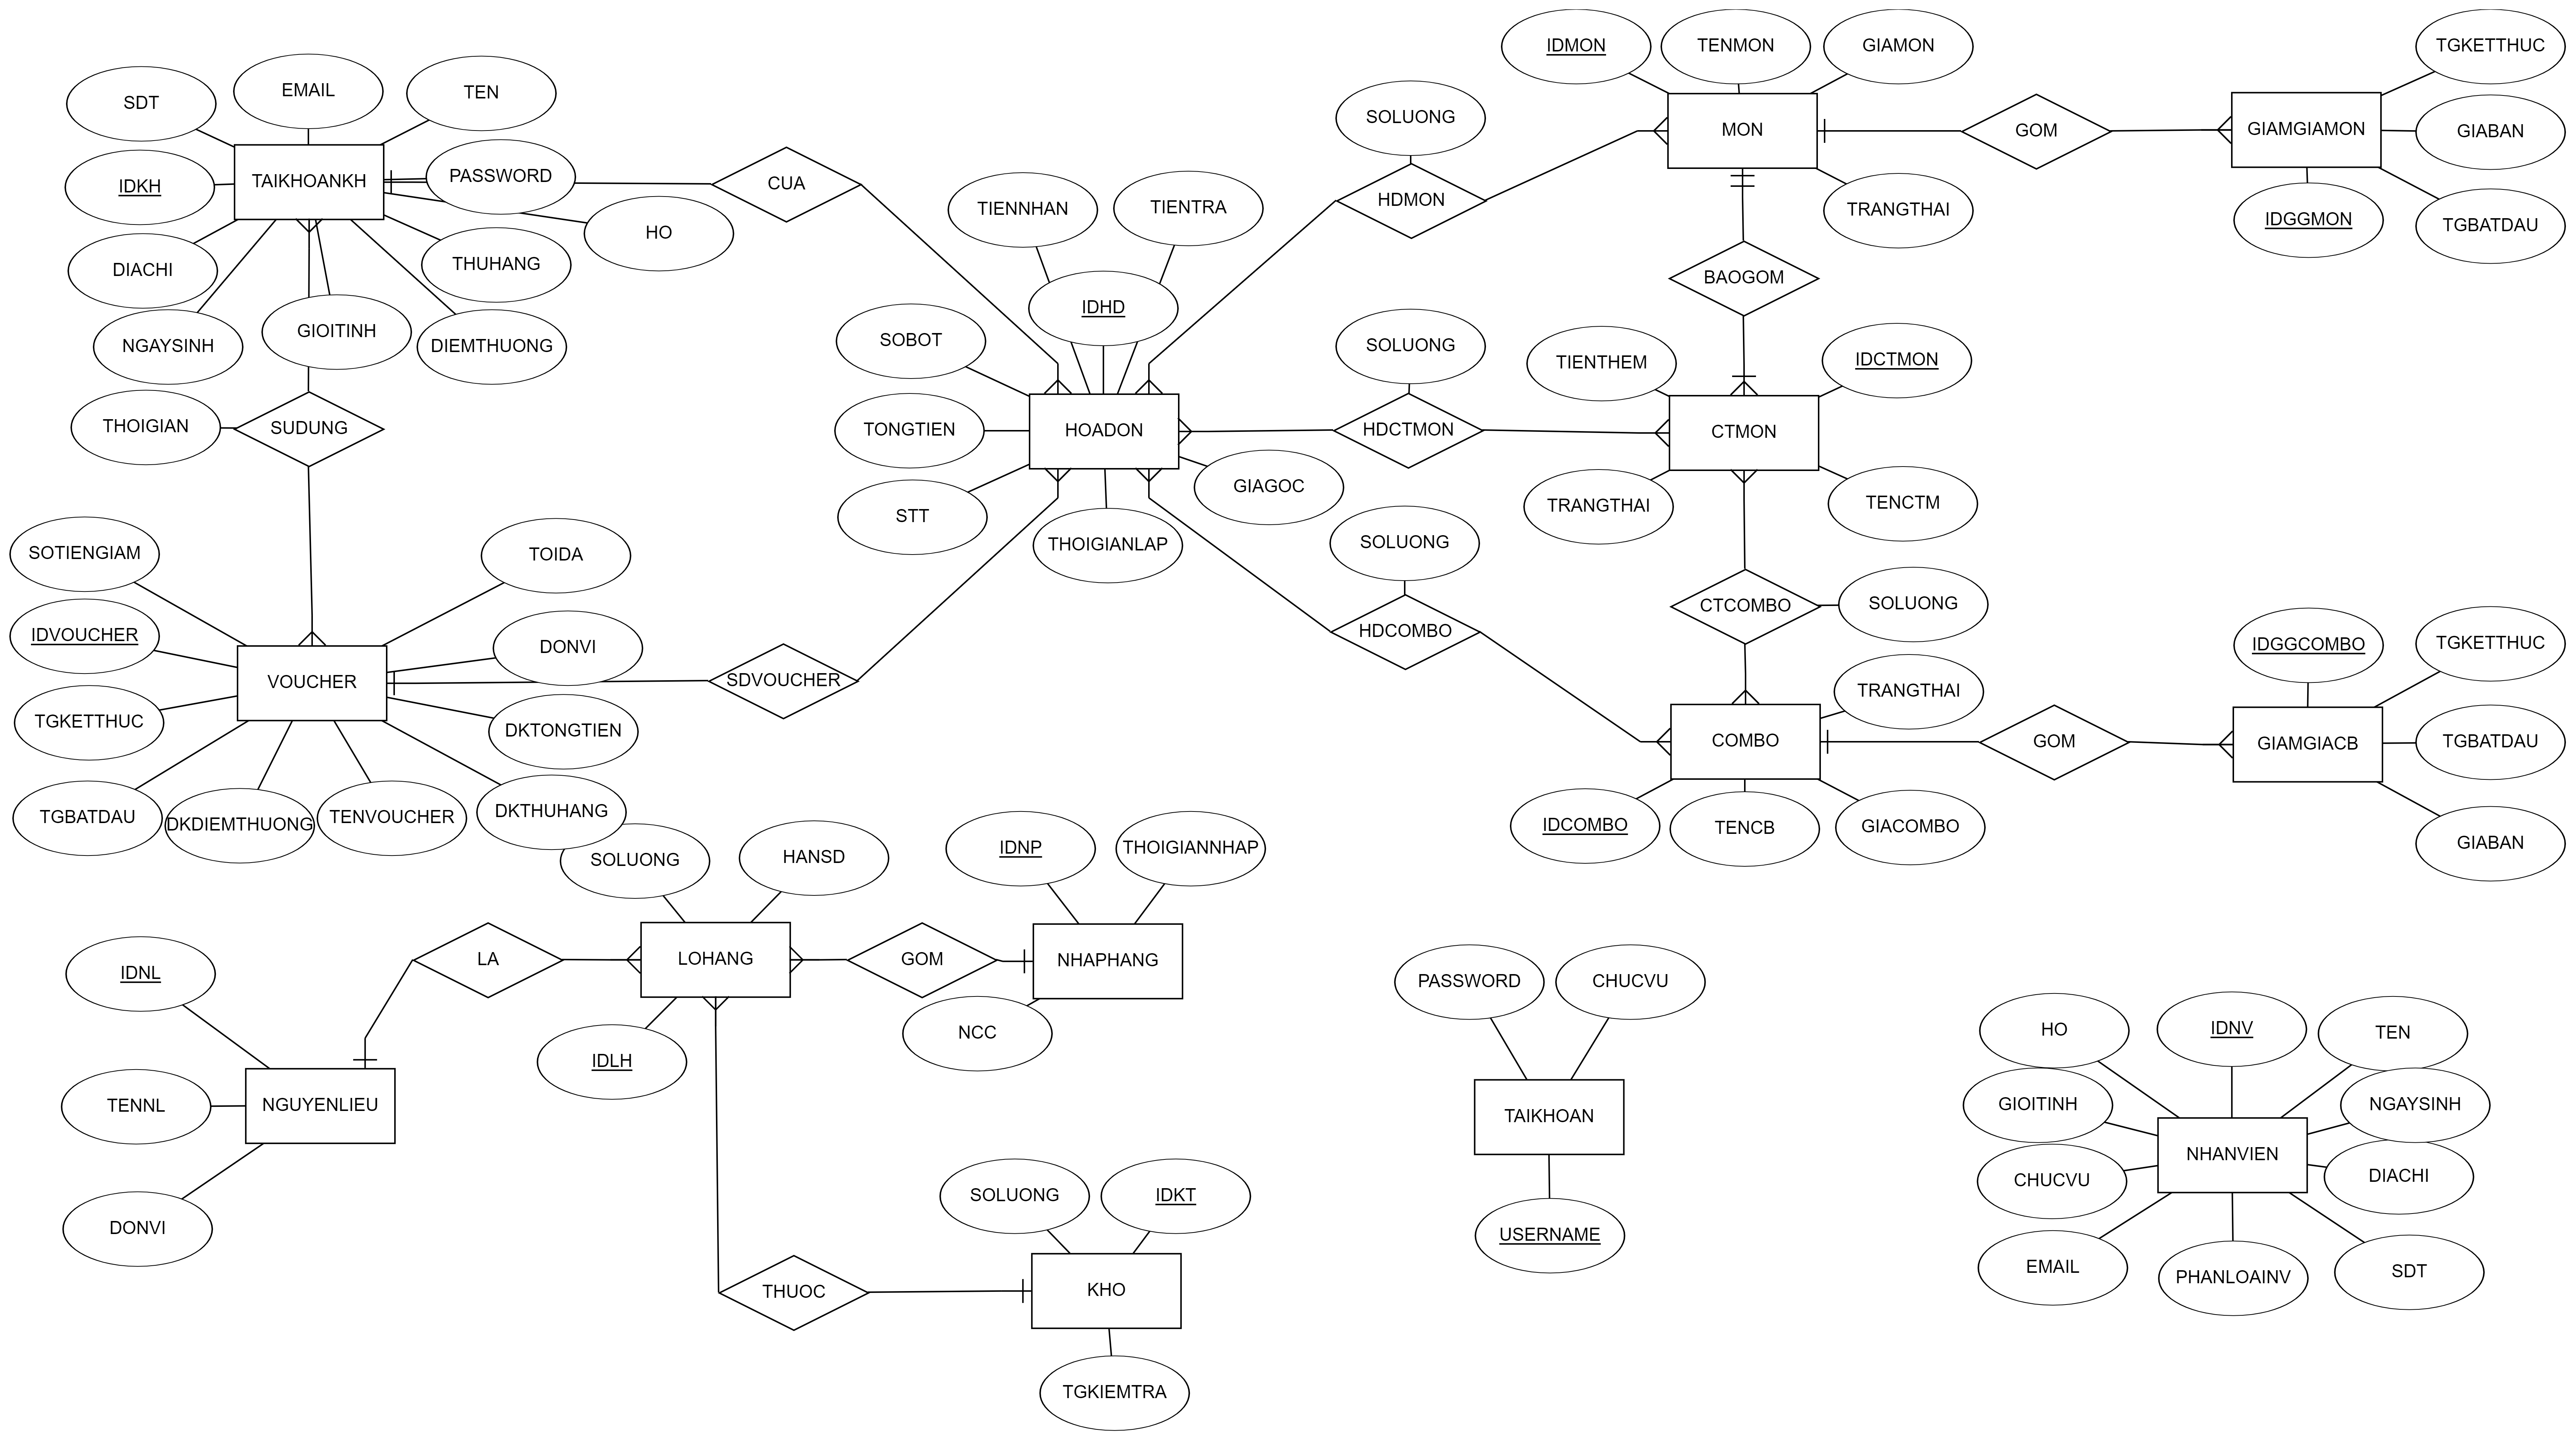 IDMON
TENMON
GIAMON
TGKETTHUC
SDT
EMAIL
TEN
SOLUONG
MON
GOM
GIAMGIAMON
GIABAN
IDKH
TAIKHOANKH
PASSWORD
CUA
HDMON
TRANGTHAI
IDGGMON
TGBATDAU
TIENNHAN
TIENTRA
HO
DIACHI
THUHANG
BAOGOM
IDHD
NGAYSINH
GIOITINH
DIEMTHUONG
SOBOT
SOLUONG
TIENTHEM
IDCTMON
THOIGIAN
SUDUNG
TONGTIEN
HOADON
HDCTMON
CTMON
GIAGOC
STT
TRANGTHAI
TENCTM
THOIGIANLAP
SOLUONG
SOTIENGIAM
TOIDA
CTCOMBO
SOLUONG
IDVOUCHER
DONVI
HDCOMBO
IDGGCOMBO
TGKETTHUC
VOUCHER
SDVOUCHER
TRANGTHAI
TGKETTHUC
DKTONGTIEN
COMBO
GOM
GIAMGIACB
TGBATDAU
TGBATDAU
DKDIEMTHUONG
TENVOUCHER
DKTHUHANG
IDCOMBO
TENCB
GIACOMBO
GIABAN
SOLUONG
HANSD
IDNP
THOIGIANNHAP
IDNL
LA
LOHANG
GOM
NHAPHANG
PASSWORD
CHUCVU
IDLH
NCC
HO
IDNV
TEN
TENNL
NGUYENLIEU
TAIKHOAN
GIOITINH
NGAYSINH
NHANVIEN
CHUCVU
DIACHI
DONVI
SOLUONG
IDKT
USERNAME
THUOC
KHO
EMAIL
PHANLOAINV
SDT
TGKIEMTRA